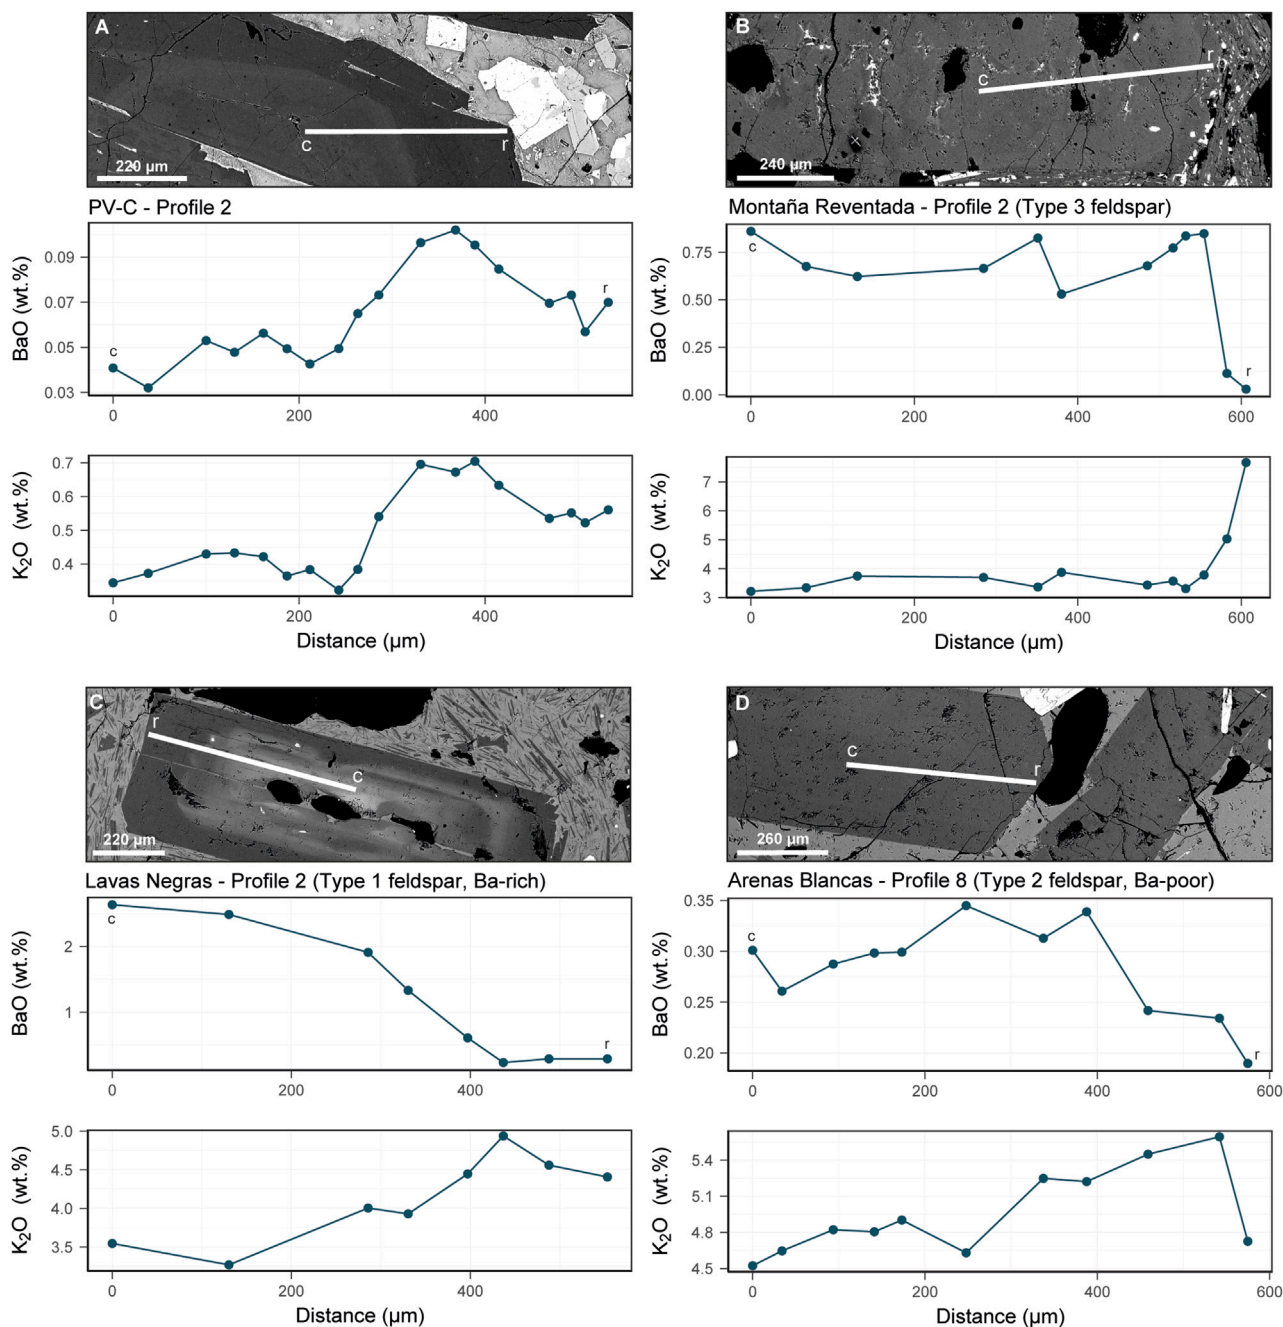 A
c
r
220 µm
PV-C - Profile 2
BaO (wt.%)
0.09
0.07
0.05
0.03
c
r
0
200
400
K₂O (wt.%)
0.7
0.6
0.5
0.4
0
200
400
Distance (µm)
B
c
r
240 µm
Montaña Reventada - Profile 2 (Type 3 feldspar)
BaO (wt.%)
0.75
0.50
0.25
0.00
c
r
0
200
400
600
K₂O (wt.%)
7
6
5
4
3
0
200
400
600
Distance (µm)
C
r
c
220 µm
Lavas Negras - Profile 2 (Type 1 feldspar, Ba-rich)
BaO (wt.%)
2
1
c
r
0
200
400
K₂O (wt.%)
5.0
4.5
4.0
3.5
0
200
400
Distance (µm)
D
c
r
260 µm
Arenas Blancas - Profile 8 (Type 2 feldspar, Ba-poor)
BaO (wt.%)
0.35
0.30
0.25
0.20
c
r
0
200
400
600
K₂O (wt.%)
5.4
5.1
4.8
4.5
0
200
400
600
Distance (µm)